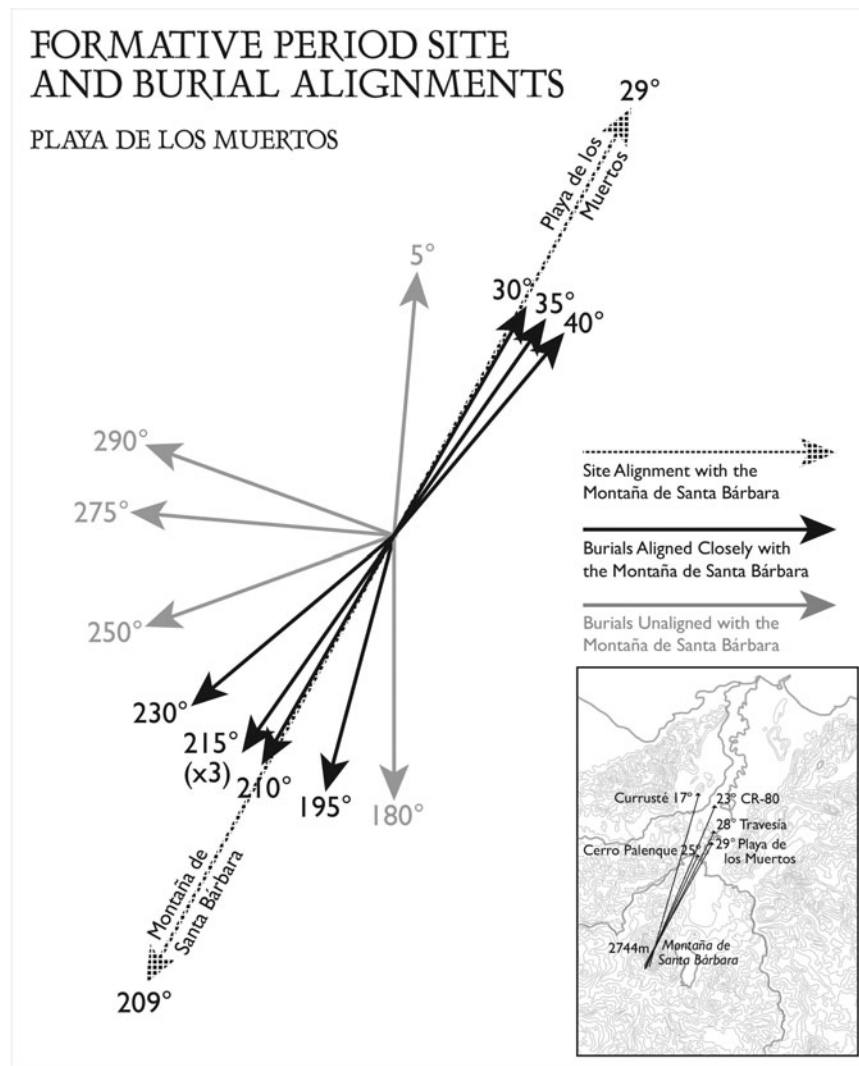 FORMATIVE PERIOD SITE
AND BURIAL ALIGNMENTS
PLAYA DE LOS MUERTOS
29°
Playa de los
Muertos
5°
30°
35°
40°
290°
275°
250°
230°
215°
(x3)
210°
195°
180°
Montaña de
Santa Bárbara
209°
Site Alignment with the
Montaña de Santa Bárbara
Burials Aligned Closely with
the Montaña de Santa Bárbara
Burials Unaligned with the
Montaña de Santa Bárbara
Currusté 17°
23° CR-80
28° Travesía
Cerro Palenque 25°
29° Playa de
los Muertos
2744m
Montaña de
Santa Bárbara